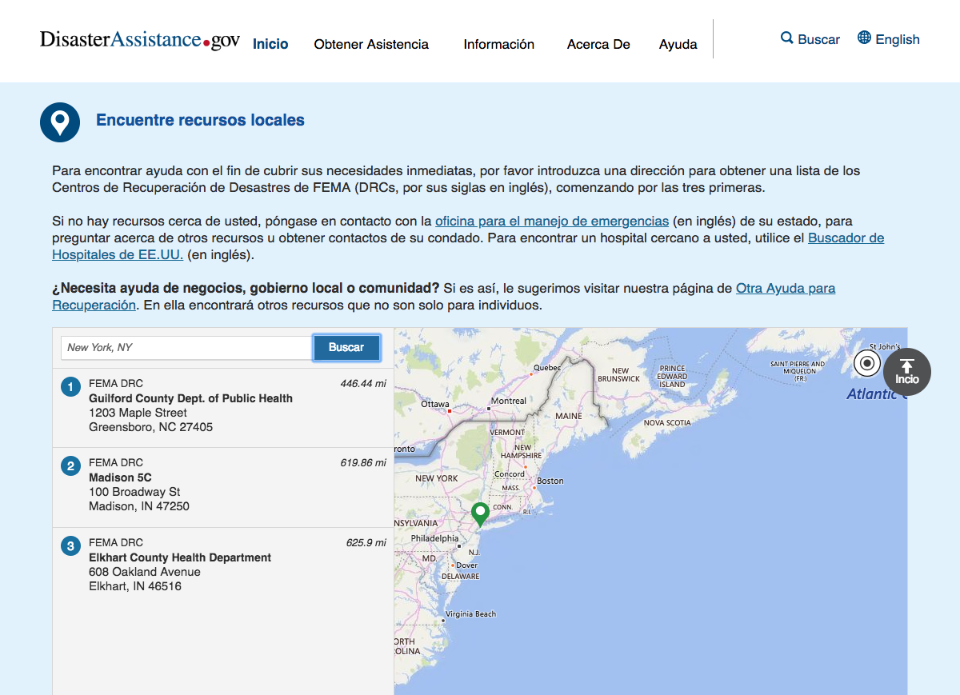 DisasterAssistance.gov
Inicio
Obtener Asistencia
Información
Acerca De
Ayuda
Buscar
English
Encuentre recursos locales
Para encontrar ayuda con el fin de cubrir sus necesidades inmediatas, por favor introduzca una dirección para obtener una lista de los
Centros de Recuperación de Desastres de FEMA (DRCs, por sus siglas en inglés), comenzando por las tres primeras.
Si no hay recursos cerca de usted, póngase en contacto con la oficina para el manejo de emergencias (en inglés) de su estado, para
preguntar acerca de otros recursos u obtener contactos de su condado. Para encontrar un hospital cercano a usted, utilice el Buscador de
Hospitales de EE.UU. (en inglés).
¿Necesita ayuda de negocios, gobierno local o comunidad? Si es así, le sugerimos visitar nuestra página de Otra Ayuda para
Recuperación. En ella encontrará otros recursos que no son solo para individuos.
New York, NY
Buscar
1
FEMA DRC
446.44 mi
Guilford County Dept. of Public Health
1203 Maple Street
Greensboro, NC 27405
2
FEMA DRC
619.86 mi
Madison 5C
100 Broadway St
Madison, IN 47250
3
FEMA DRC
625.9 mi
Elkhart County Health Department
608 Oakland Avenue
Elkhart, IN 46516
St John's
Quebec
NEW
BRUNSWICK
PRINCE
EDWARD
ISLAND
SAINT PIERRE AND
MIQUELON
(FR.)
Incio
Atlantic
Ottawa
Montreal
MAINE
NOVA SCOTIA
VERMONT
ronto
NEW
HAMPSHIRE
Concord
NEW YORK
MASS.
Boston
CONN.
R.I.
NSYLVANIA
Philadelphia
N.J.
MD.
Dover
DELAWARE
Virginia Beach
ORTH
OLINA